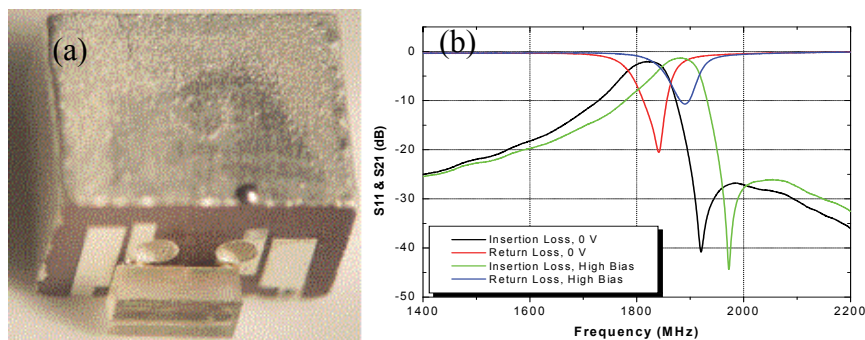 (a)
(b)
0
-10
-20
-30
-40
-50
S11 & S21 (dB)
Insertion Loss, 0 V
Return Loss, 0 V
Insertion Loss, High Bias
Return Loss, High Bias
1400
1600
1800
2000
2200
Frequency (MHz)